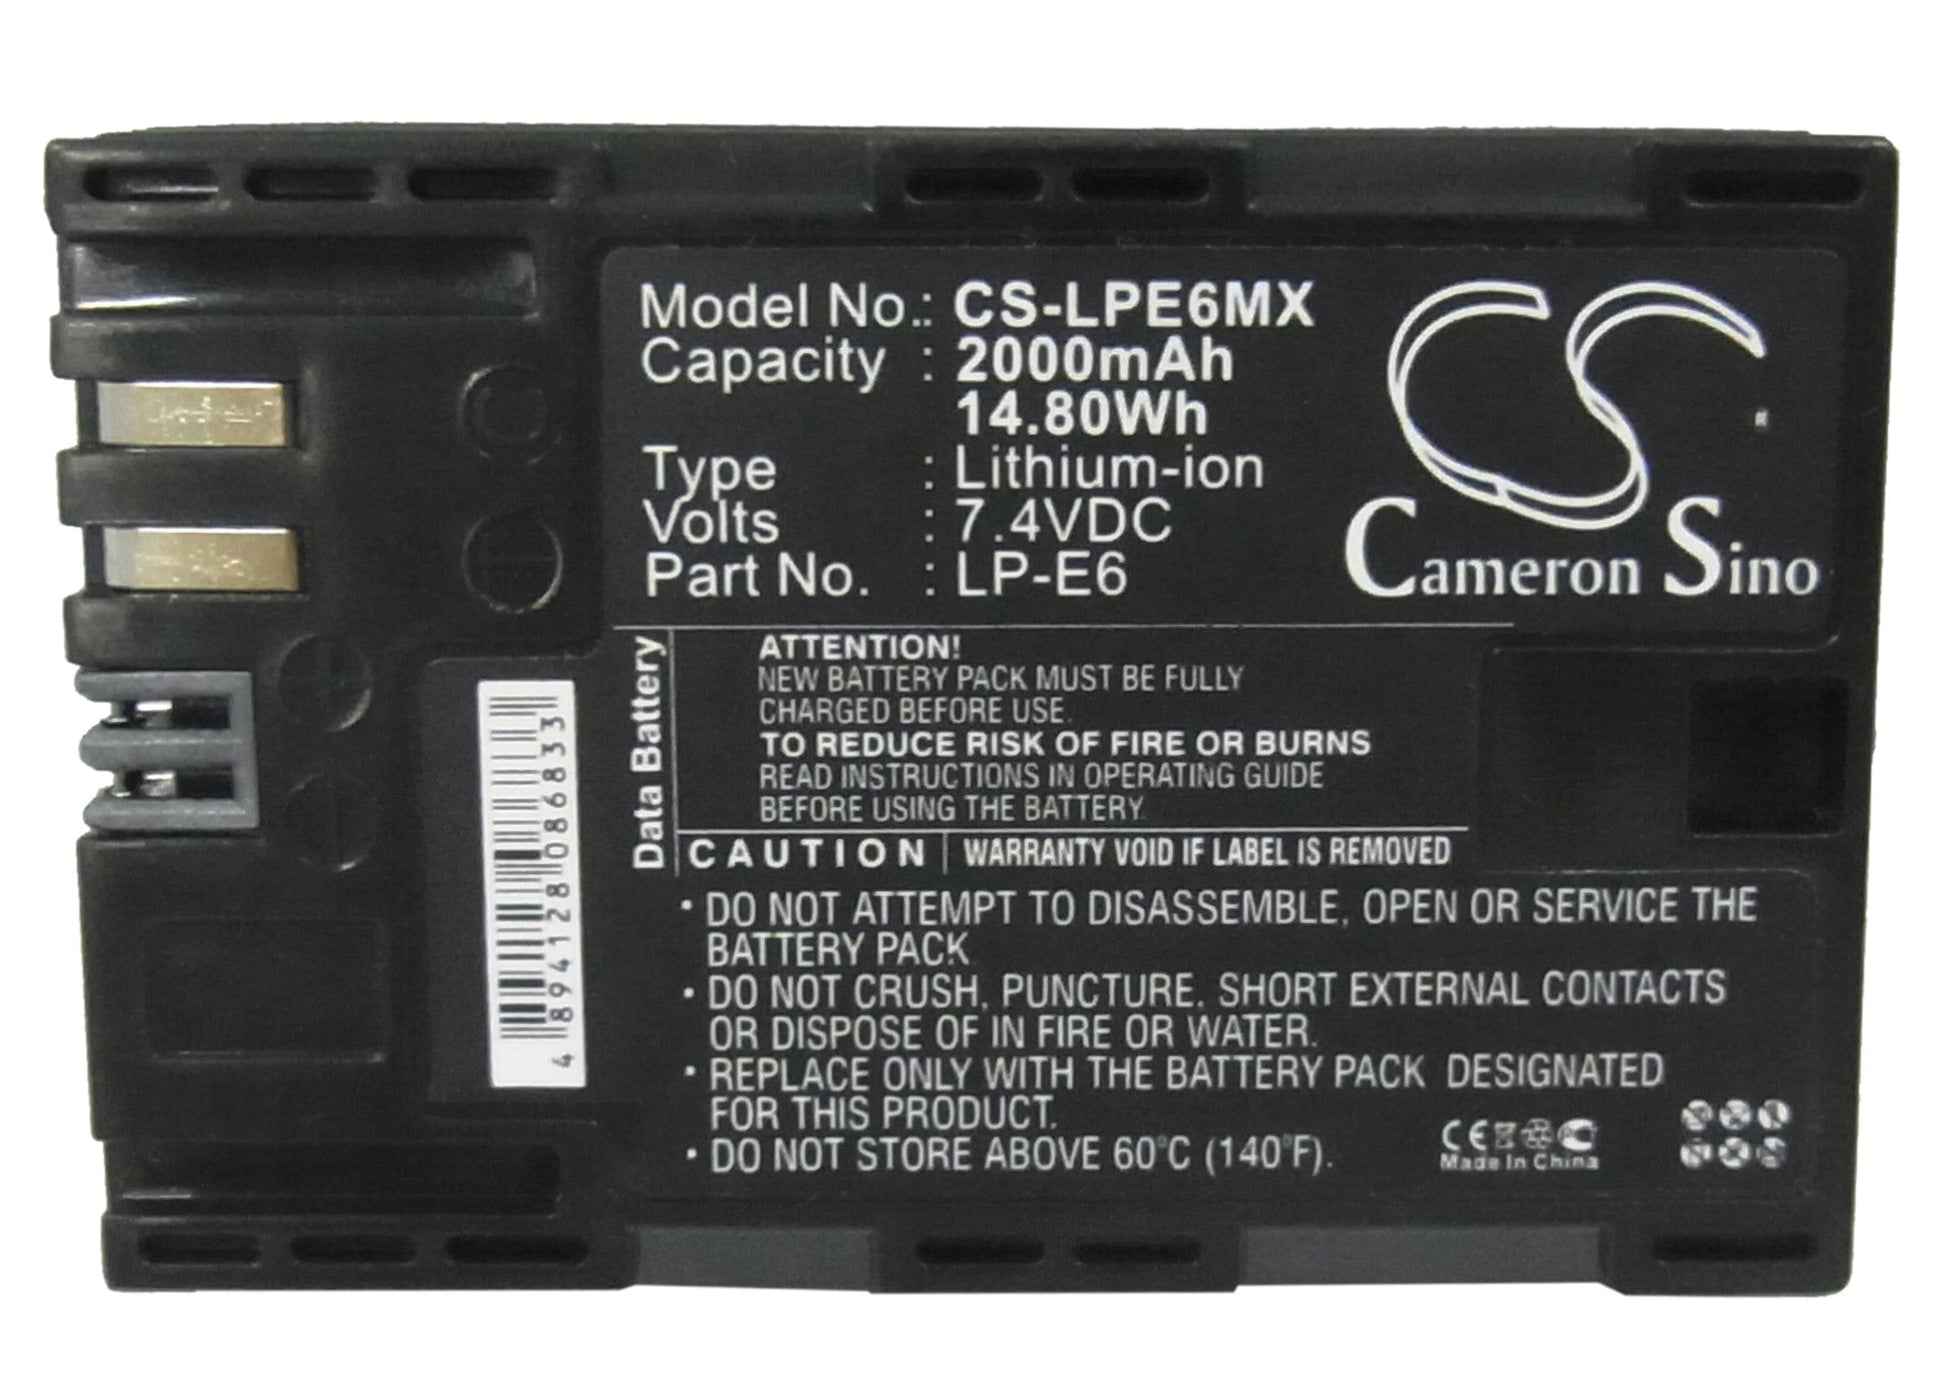 Model No.: CS-LPE6MX
Capacity : 2000mAh
14.80Wh
Type : Lithium-ion
Volts : 7.4VDC
Part No. : LP-E6
CS
Cameron Sino
Data Battery
ATTENTION!
NEW BATTERY PACK MUST BE FULLY
CHARGED BEFORE USE.
TO REDUCE RISK OF FIRE OR BURNS
READ INSTRUCTIONS IN OPERATING GUIDE
BEFORE USING THE BATTERY.
CAUTION | WARRANTY VOID IF LABEL IS REMOVED
• DO NOT ATTEMPT TO DISASSEMBLE, OPEN OR SERVICE THE
BATTERY PACK.
• DO NOT CRUSH, PUNCTURE, SHORT EXTERNAL CONTACTS
OR DISPOSE OF IN FIRE OR WATER.
• REPLACE ONLY WITH THE BATTERY PACK DESIGNATED
FOR THIS PRODUCT.
• DO NOT STORE ABOVE 60°C (140°F).
CE
Made In China
4 894128 086833